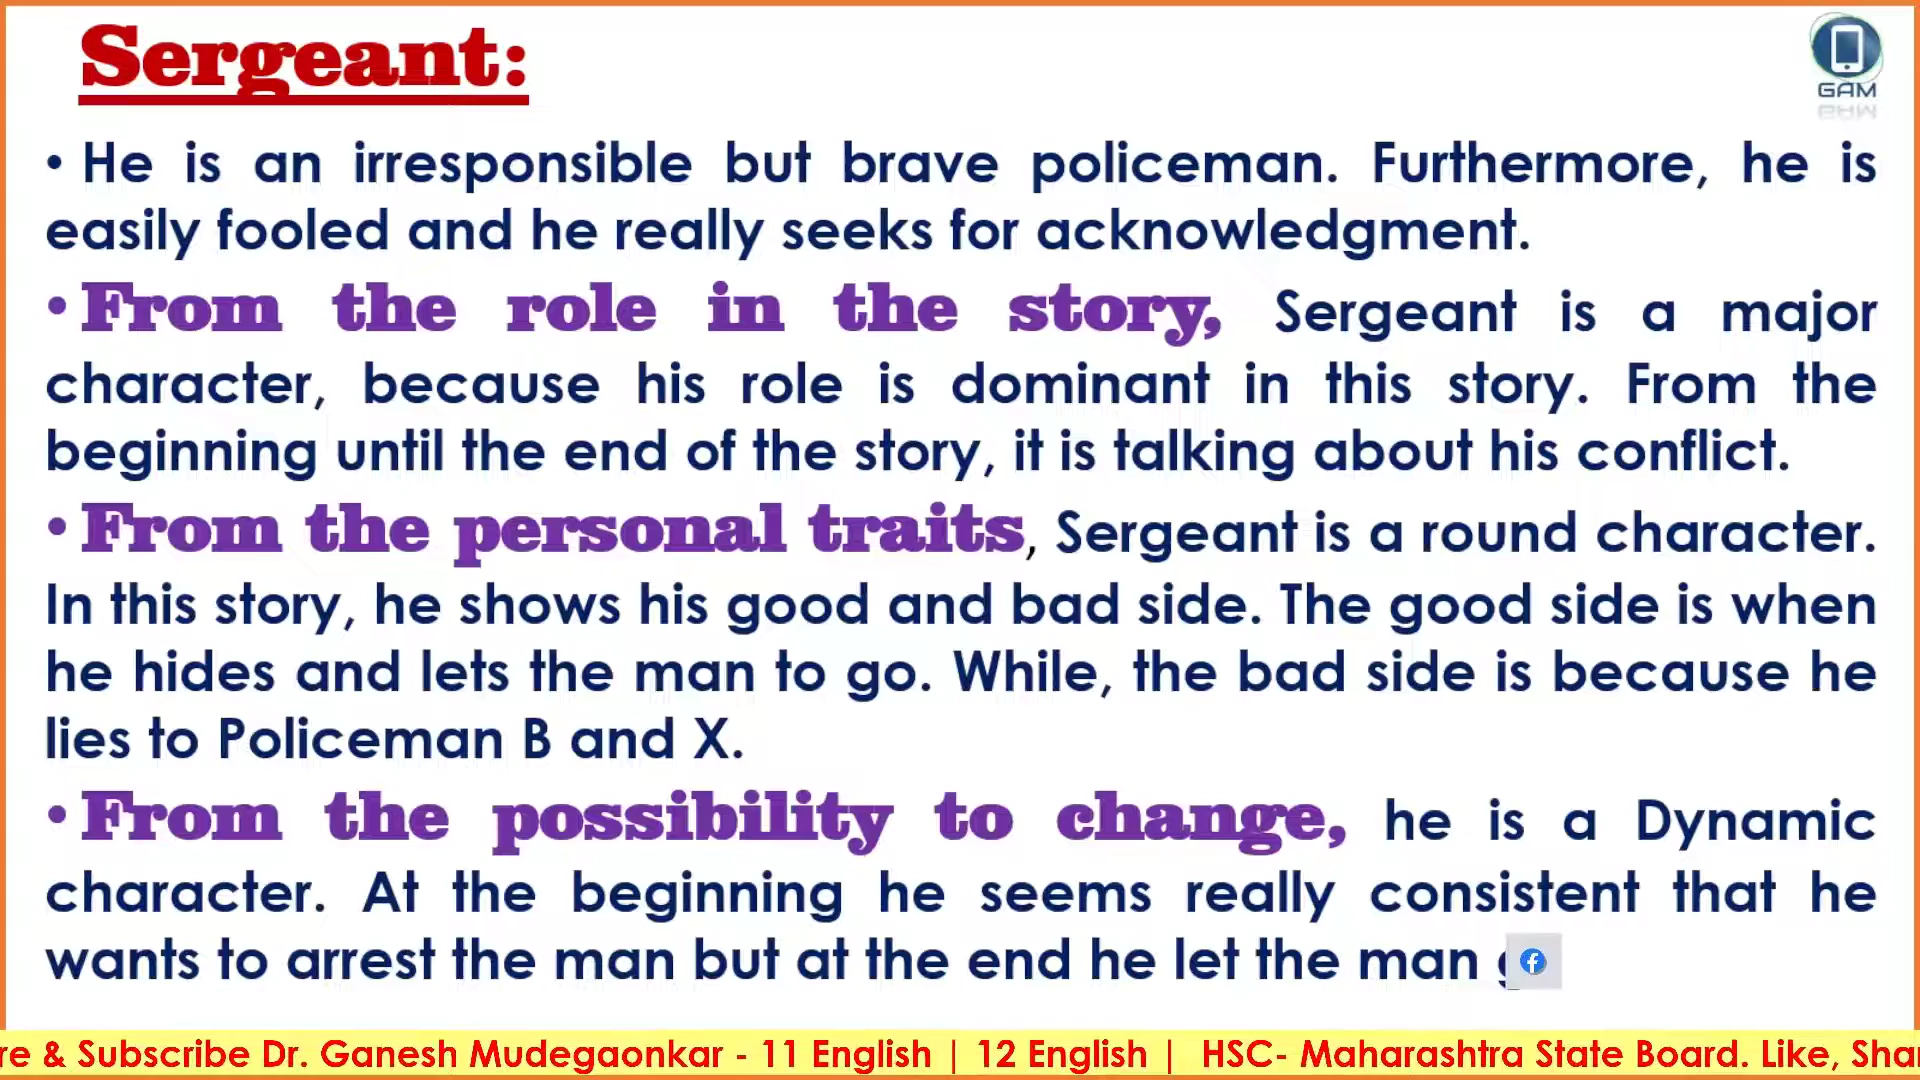 Sergeant:
GAM
• He is an irresponsible but brave policeman. Furthermore, he is
easily fooled and he really seeks for acknowledgment.
• From the role in the story, Sergeant is a major
character, because his role is dominant in this story. From the
beginning until the end of the story, it is talking about his conflict.
• From the personal traits, Sergeant is a round character.
In this story, he shows his good and bad side. The good side is when
he hides and lets the man to go. While, the bad side is because he
lies to Policeman B and X.
• From the possibility to change, he is a Dynamic
character. At the beginning he seems really consistent that he
wants to arrest the man but at the end he let the man
re & Subscribe Dr. Ganesh Mudegaonkar - 11 English | 12 English | HSC- Maharashtra State Board. Like, Shar